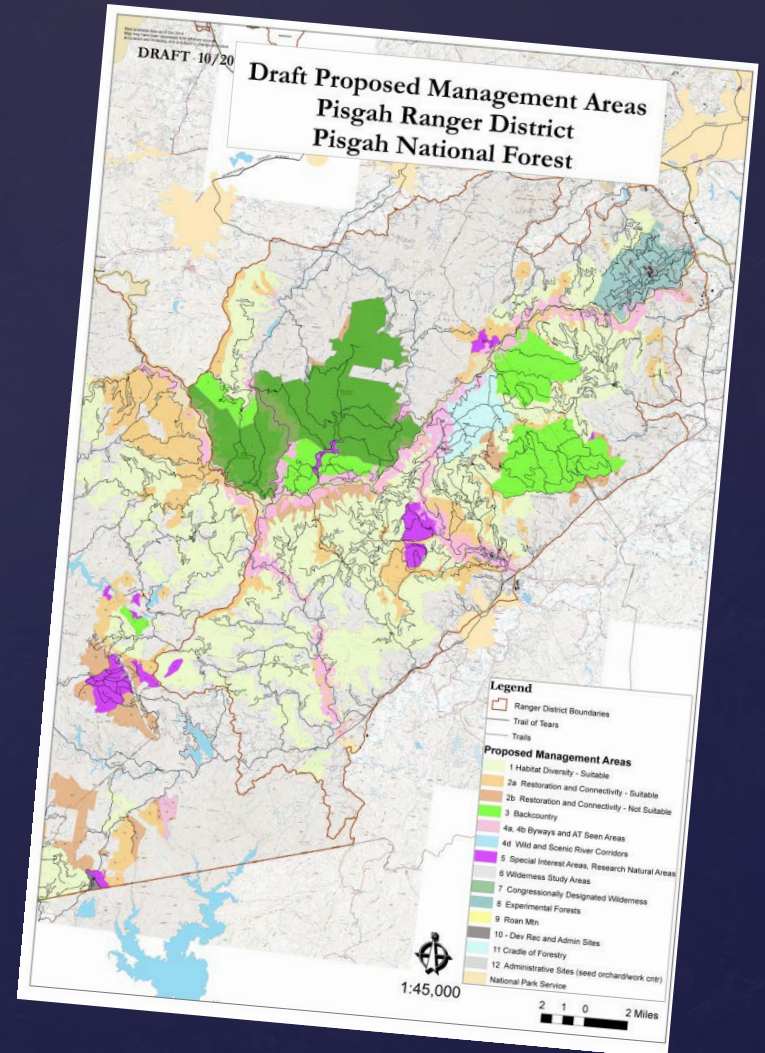 DRAFT 10/20
Draft Proposed Management Areas
Pisgah Ranger District
Pisgah National Forest
Legend
Ranger District Boundaries
Trail of Tears
Trails
Proposed Management Areas
1 Habitat Diversity - Suitable
2a Restoration and Connectivity - Suitable
2b Restoration and Connectivity - Not Suitable
3 Backcountry
4a, 4b Byways and AT Seen Areas
4d Wild and Scenic River Corridors
5 Special Interest Areas, Research Natural Areas
6 Wilderness Study Areas
7 Congressionally Designated Wilderness
8 Experimental Forests
9 Roan Mtn
10 - Dev Rec and Admin Sites
11 Cradle of Forestry
12 Administrative Sites (seed orchard/work cntr)
National Park Service
1:45,000
2 1 0 2 Miles